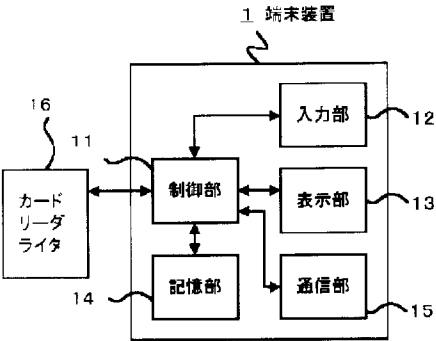 1 端末装置
16
11
入力部
12
カード
リーダ
ライタ
制御部
表示部
13
記憶部
14
通信部
15